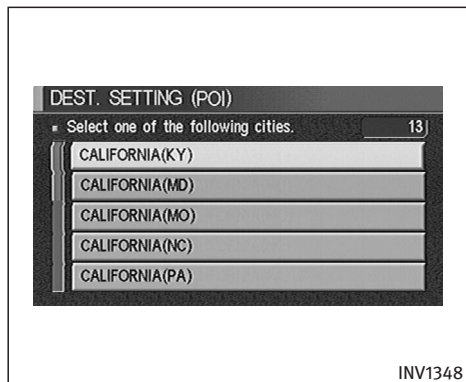 DEST. SETTING (POI)
Select one of the following cities. 13
CALIFORNIA(KY)
CALIFORNIA(MD)
CALIFORNIA(MO)
CALIFORNIA(NC)
CALIFORNIA(PA)
INV1348